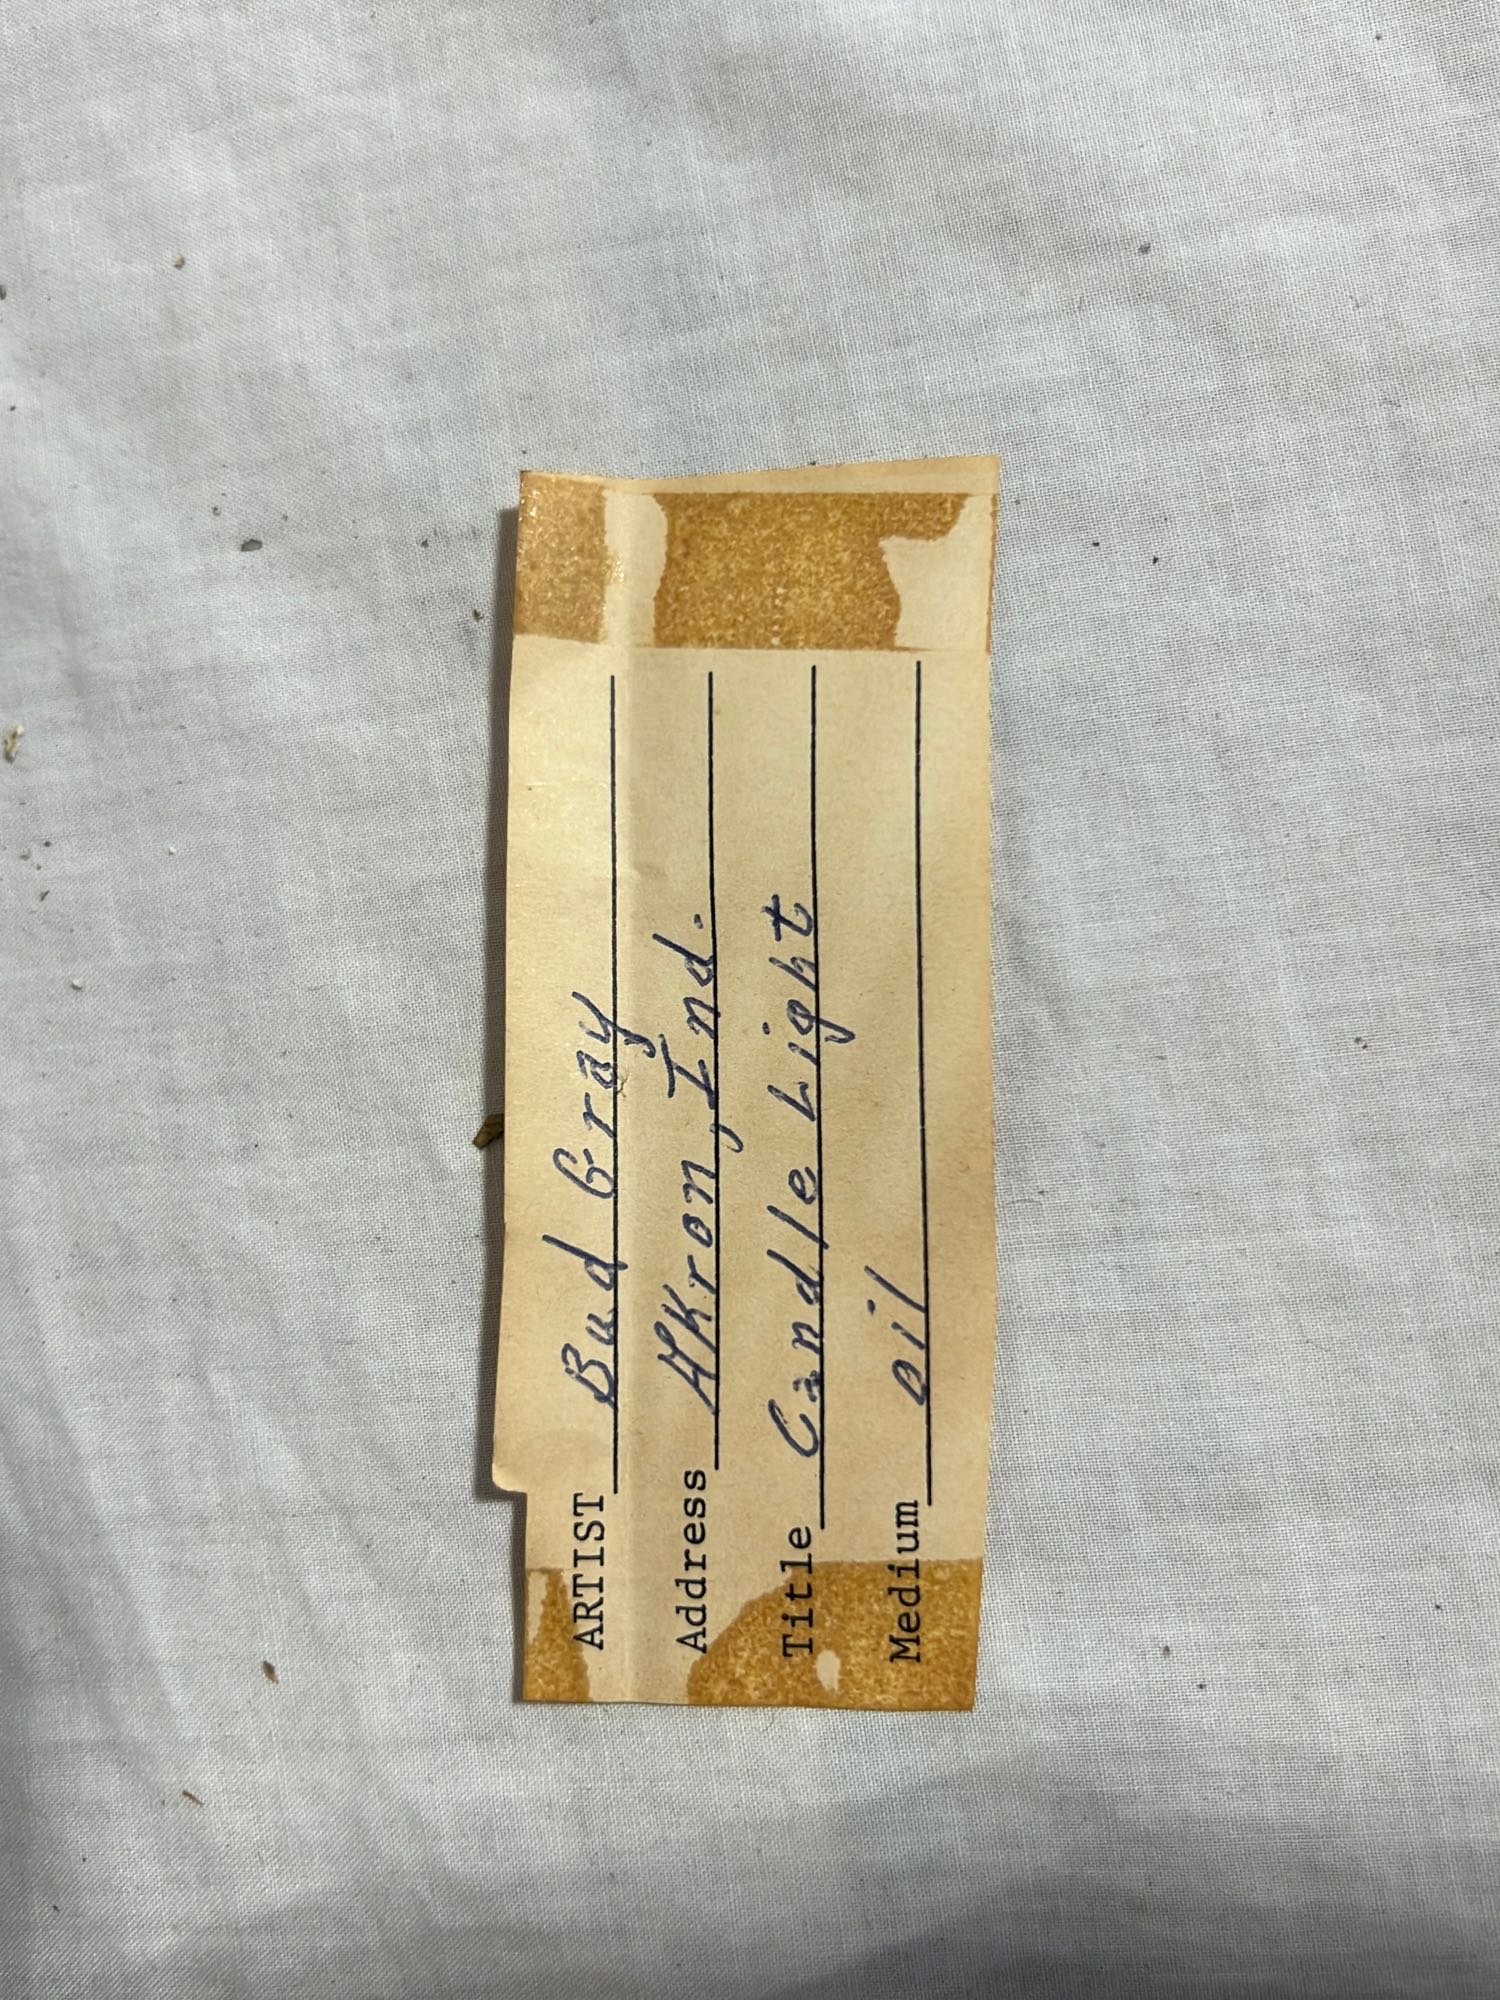 ARTIST Bud Gray
Address Akron, Ind.
Title Candle Light
Medium oil